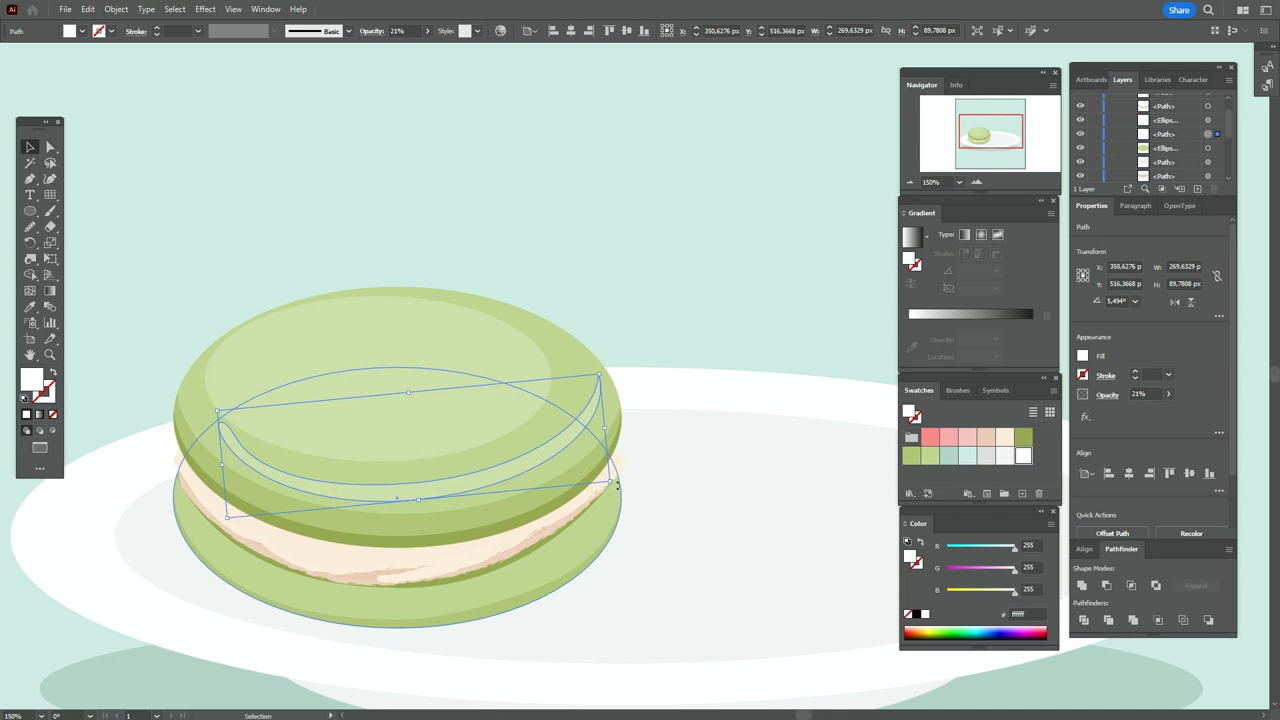 Ai File Edit Object Type Select Effect View Window Help Share
Path Stroke: Basic Opacity: 21% Style: X: 350,6276 px Y: 516,3668 px W: 269,6329 px H: 89,7808 px
Navigator Info
150%
Gradient
Type:
Stroke:
Opacity:
Location:
Swatches Brushes Symbols
Color
R 255
G 255
B 255
#
Artboards Layers Libraries Character
<Path>
<Ellips...
<Path>
<Ellips...
<Path>
<Path>
1 Layer
Properties Paragraph OpenType
Path
Transform
X: 350,6276 p W: 269,6329 p
Y: 516,3668 p H: 89,7808 px
5,494°
Appearance
Fill
Stroke
Opacity 21%
fx.
Align
Quick Actions
Offset Path Recolor
Align Pathfinder
Shape Modes:
Expand
Pathfinders:
150% 0° 1 Selection